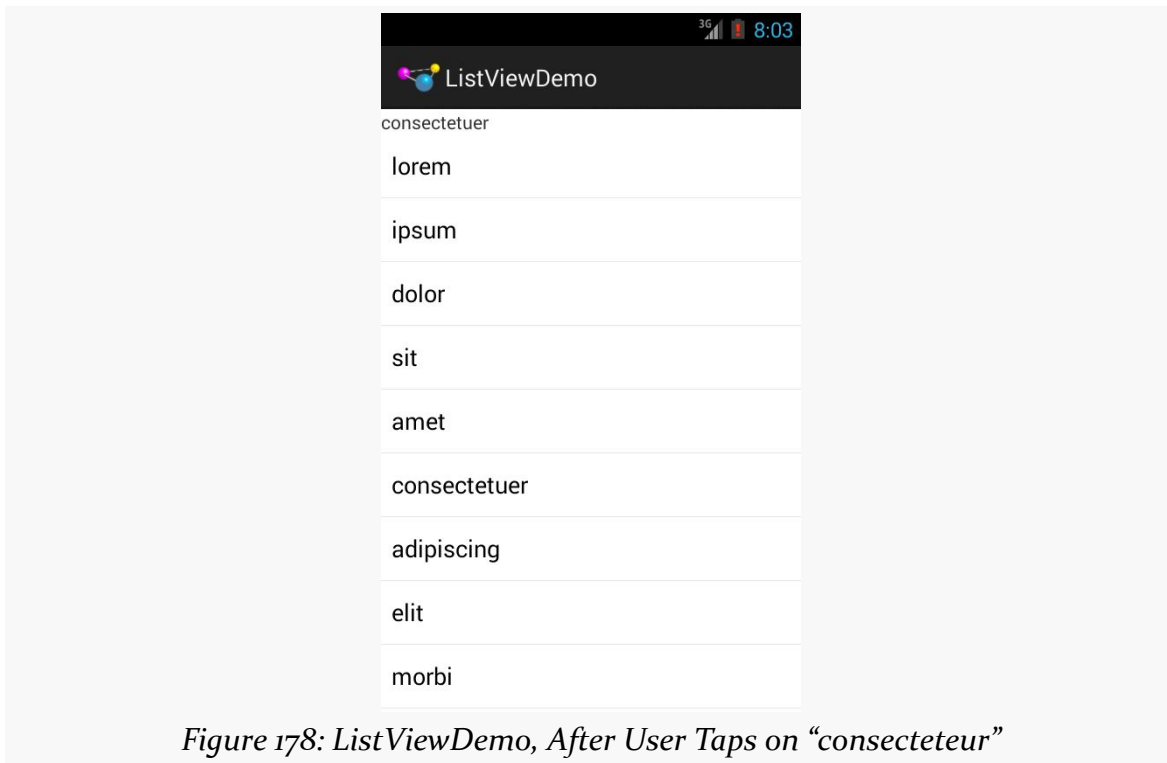 3G 8:03
ListViewDemo
consectetuer
lorem
ipsum
dolor
sit
amet
consectetuer
adipiscing
elit
morbi
Figure 178: ListViewDemo, After User Taps on “consecteteur”